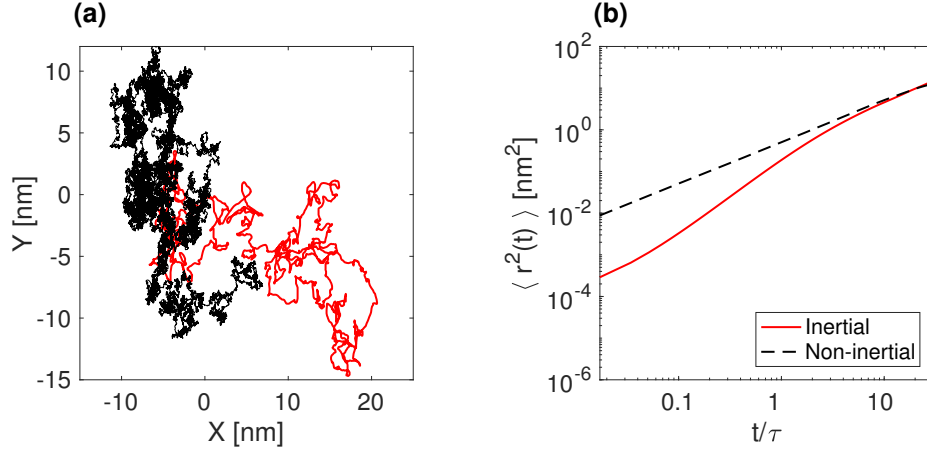 (a)
(b)
10
5
0
-5
-10
-15
Y [nm]
-10 0 10 20
X [nm]
10^2
10^0
10^-2
10^-4
10^-6
⟨ r^2(t) ⟩ [nm^2]
0.1 1 10
t/τ
Inertial
Non-inertial